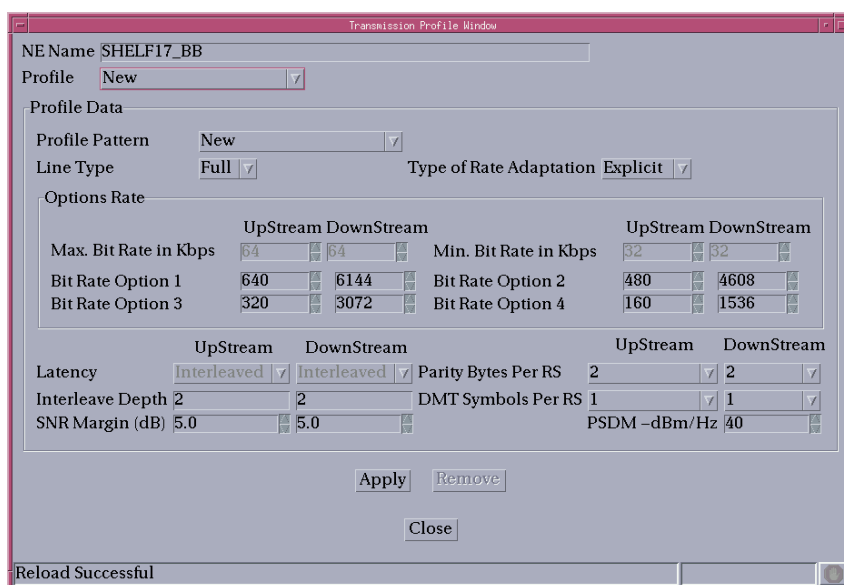 Transmission Profile Window
NE Name SHELF17_BB
Profile New
Profile Data
Profile Pattern New
Line Type Full Type of Rate Adaptation Explicit
Options Rate
UpStream DownStream UpStream DownStream
Max. Bit Rate in Kbps 64 64 Min. Bit Rate in Kbps 32 32
Bit Rate Option 1 640 6144 Bit Rate Option 2 480 4608
Bit Rate Option 3 320 3072 Bit Rate Option 4 160 1536
UpStream DownStream UpStream DownStream
Latency Interleaved Interleaved Parity Bytes Per RS 2 2
Interleave Depth 2 2 DMT Symbols Per RS 1 1
SNR Margin (dB) 5.0 5.0 PSDM –dBm/Hz 40
Apply Remove
Close
Reload Successful